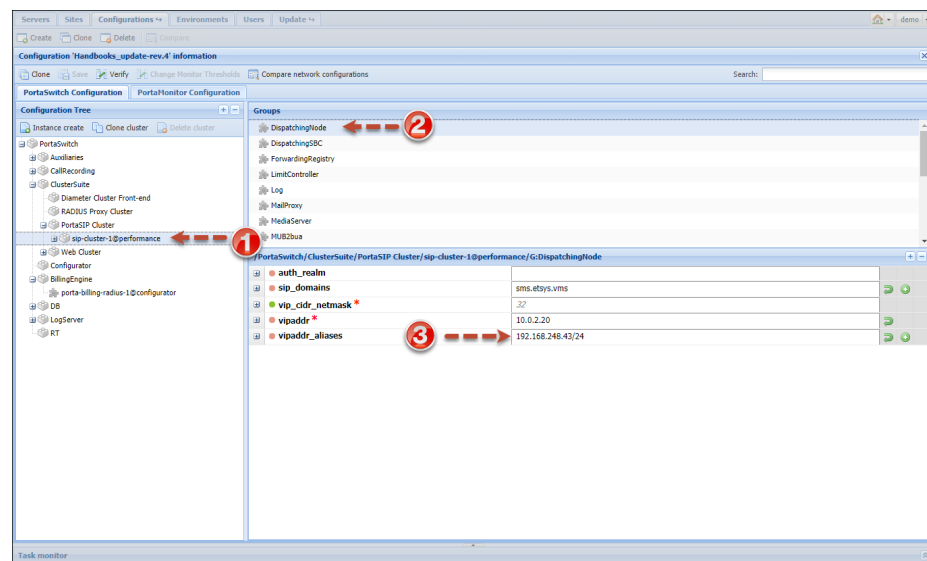 Servers Sites Configurations Environments Users Update demo
Create Clone Delete Compare
Configuration 'Handbooks_update-rev.4' information
Clone Save Verify Change Monitor Thresholds Compare network configurations Search:
PortaSwitch Configuration PortaMonitor Configuration
Configuration Tree
Instance create Clone cluster Delete cluster
PortaSwitch
Auxiliaries
CallRecording
ClusterSuite
Diameter Cluster Front-end
RADIUS Proxy Cluster
PortaSIP Cluster
sip-cluster-1@performance 1
Web Cluster
Configurator
BillingEngine
porta-billing-radius-1@configurator
DB
LogServer
RT
Groups
DispatchingNode 2
DispatchingSBC
ForwardingRegistry
LimitController
Log
MailProxy
MediaServer
MUB2bua
/PortaSwitch/ClusterSuite/PortaSIP Cluster/sip-cluster-1@performance/G:DispatchingNode
auth_realm
sip_domains sms.etsys.vms
vip_cidr_netmask * 32
vipaddr * 10.0.2.20
vipaddr_aliases 3 192.168.248.43/24
Task monitor